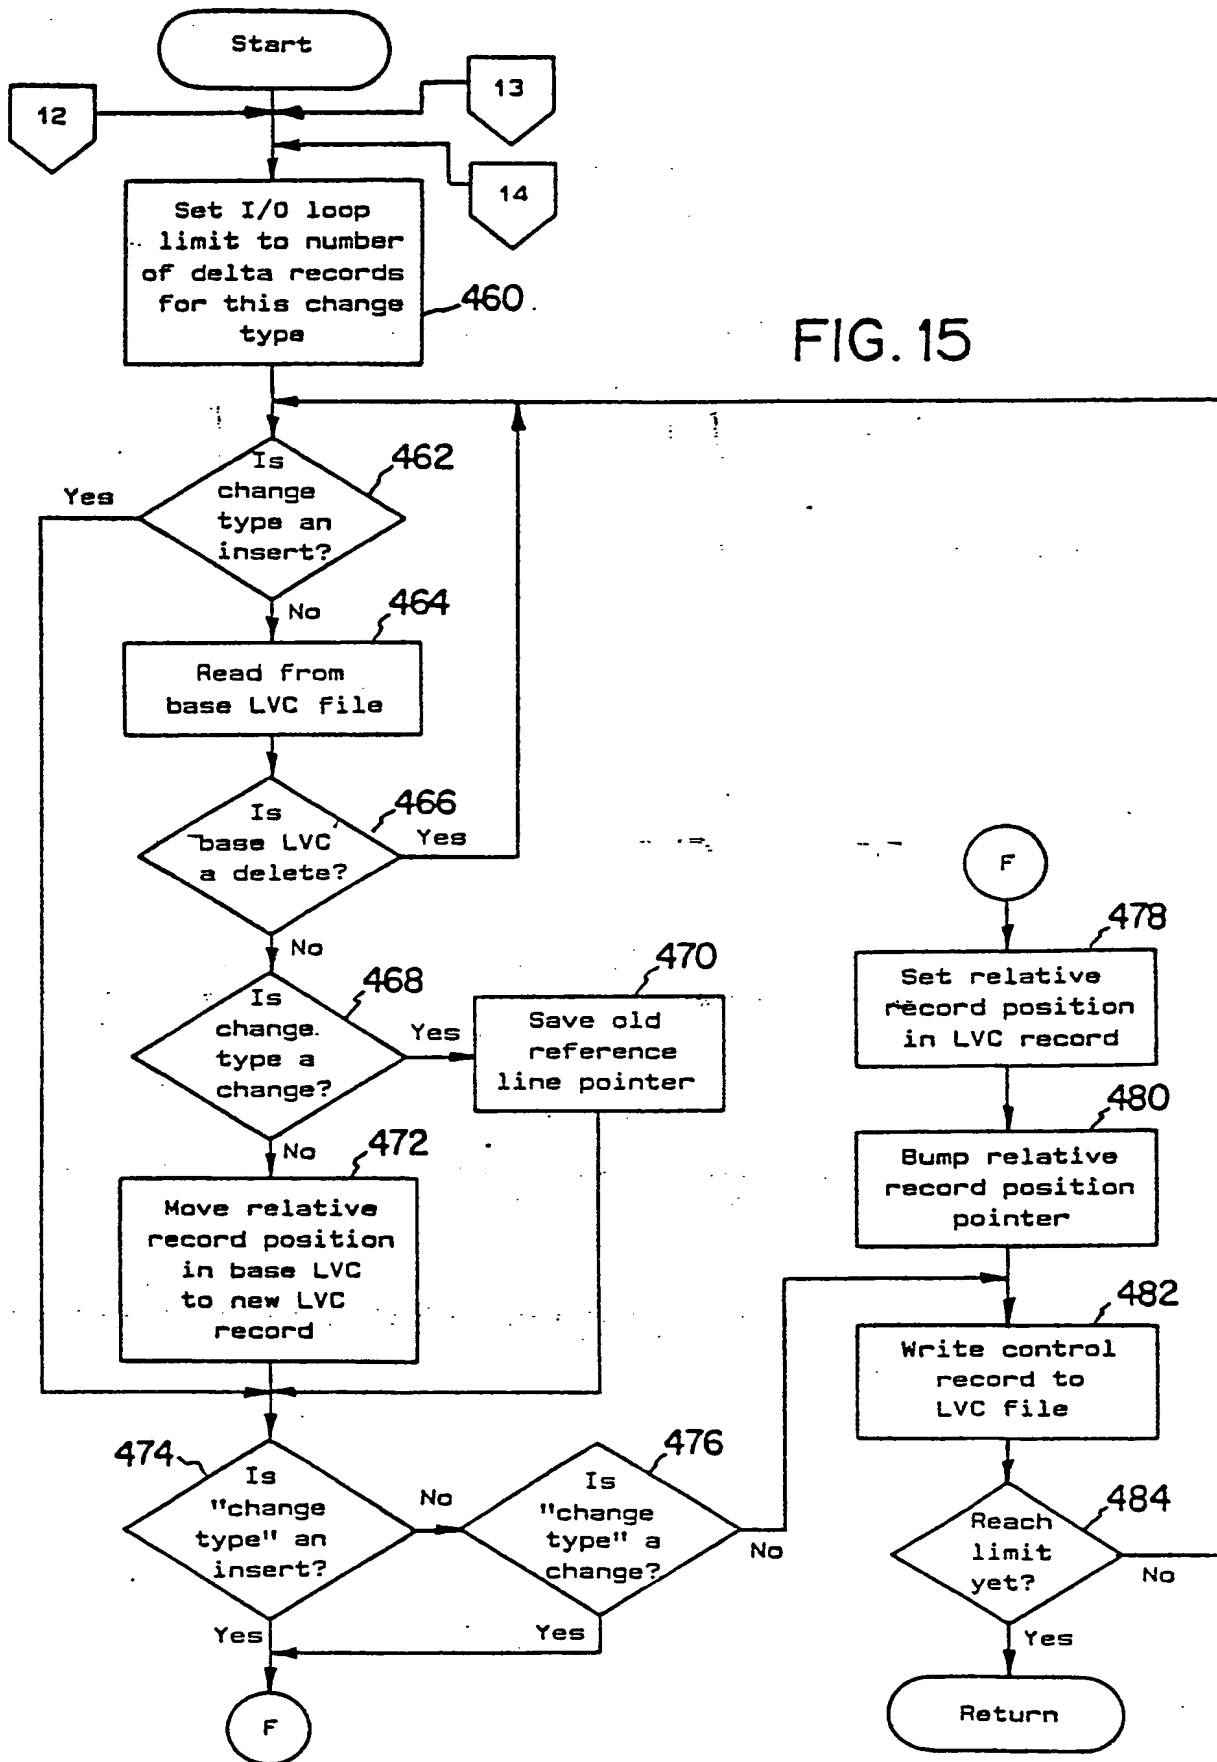 Start
12
13
14
Set I/O loop
limit to number
of delta records
for this change
type
460
FIG. 15
Is
change
type an
insert?
462
Yes
No
464
Read from
base LVC file
Is
base LVC
a delete?
466
Yes
No
Is
change
type a
change?
468
Yes
470
Save old
reference
line pointer
No
472
Move relative
record position
in base LVC
to new LVC
record
474
Is
"change
type" an
insert?
No
476
Is
"change
type" a
change?
No
Yes
Yes
F
F
478
Set relative
record position
in LVC record
480
Bump relative
record position
pointer
482
Write control
record to
LVC file
484
Reach
limit
yet?
No
Yes
Return